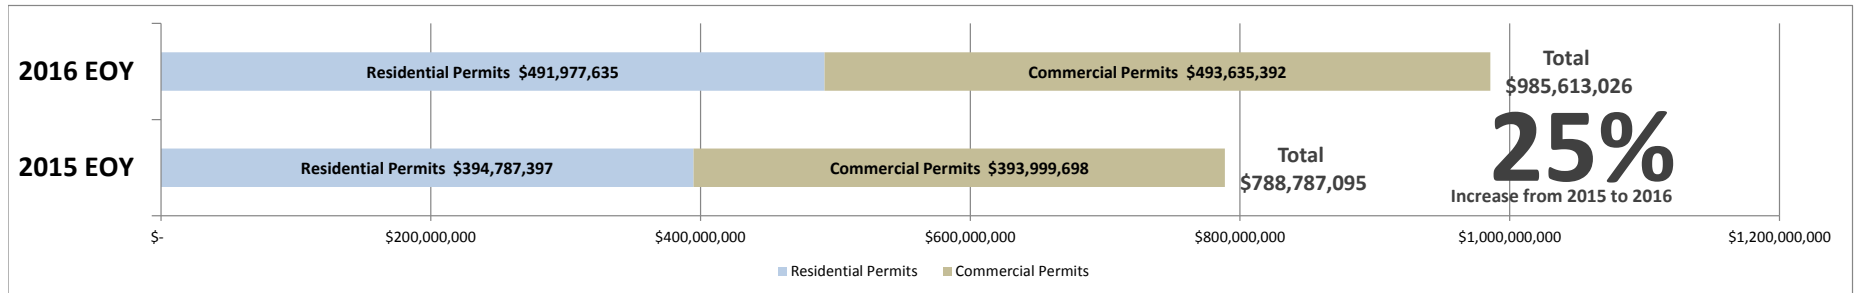 2016 EOY
Residential Permits $491,977,635
Commercial Permits $493,635,392
Total
$985,613,026
2015 EOY
Residential Permits $394,787,397
Commercial Permits $393,999,698
Total
$788,787,095
25%
Increase from 2015 to 2016
$-
$200,000,000
$400,000,000
$600,000,000
$800,000,000
$1,000,000,000
$1,200,000,000
Residential Permits
Commercial Permits